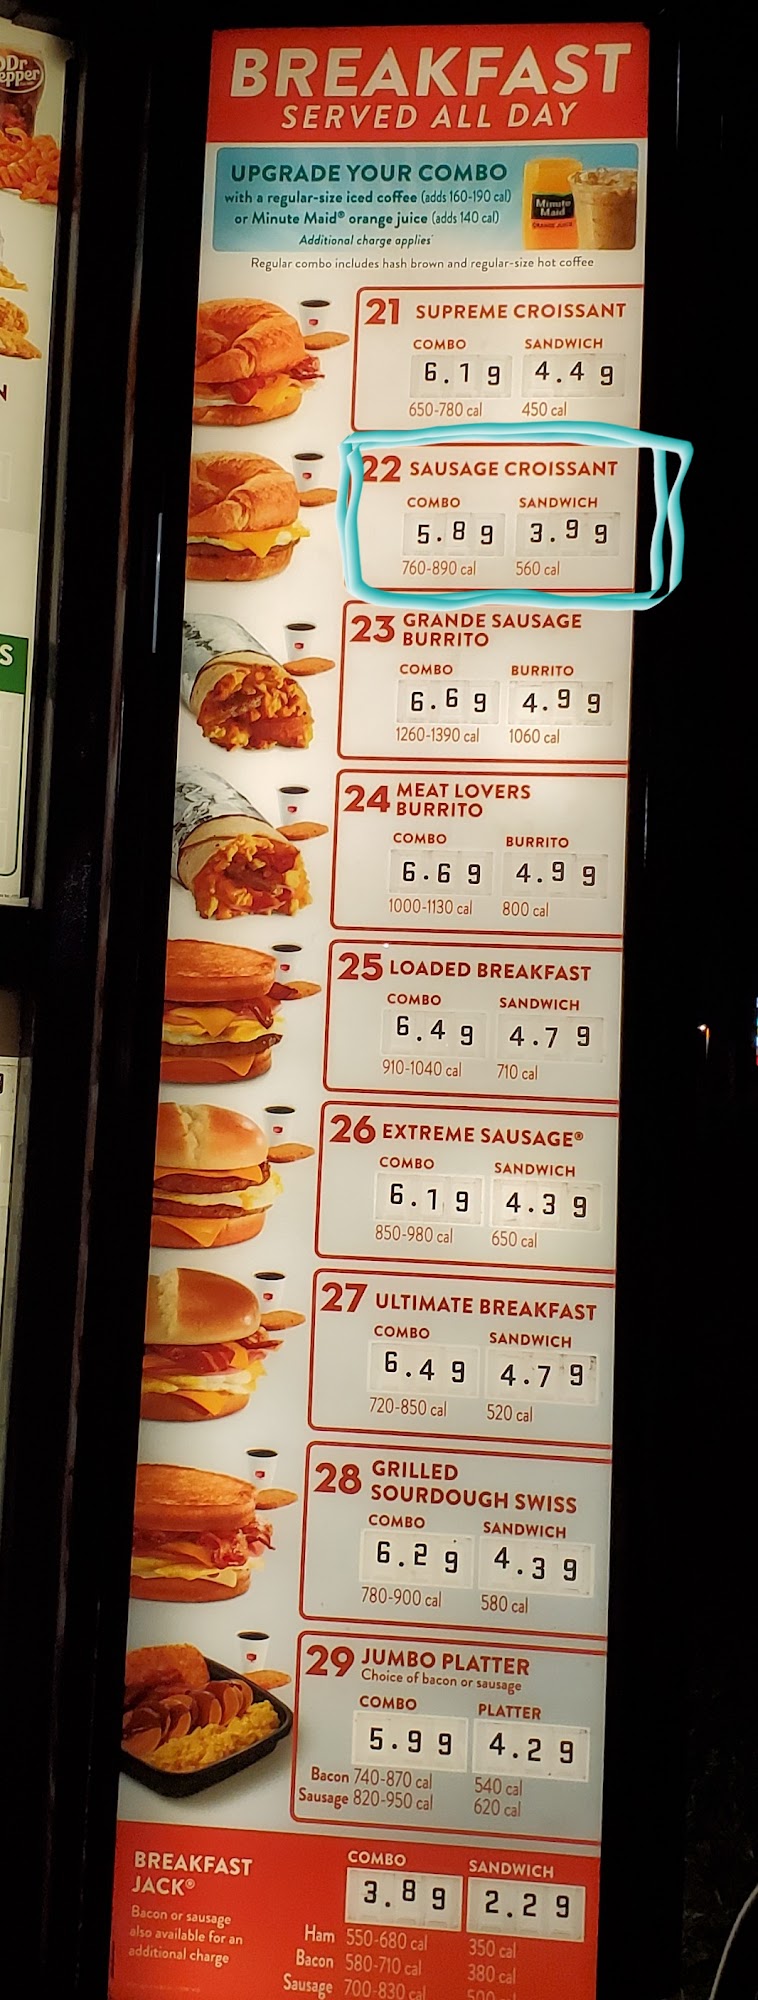 Dr
epper
N
S
BREAKFAST
SERVED ALL DAY
UPGRADE YOUR COMBO
with a regular-size iced coffee (adds 160-190 cal)
or Minute Maid® orange juice (adds 140 cal)
Additional charge applies
Minute
Maid
ORANGE JUICE
Regular combo includes hash brown and regular-size hot coffee
21 SUPREME CROISSANT
COMBO SANDWICH
6.19 4.49
650-780 cal 450 cal
22 SAUSAGE CROISSANT
COMBO SANDWICH
5.89 3.99
760-890 cal 560 cal
23 GRANDE SAUSAGE
BURRITO
COMBO BURRITO
6.69 4.99
1260-1390 cal 1060 cal
24 MEAT LOVERS
BURRITO
COMBO BURRITO
6.69 4.99
1000-1130 cal 800 cal
25 LOADED BREAKFAST
COMBO SANDWICH
6.49 4.79
910-1040 cal 710 cal
26 EXTREME SAUSAGE®
COMBO SANDWICH
6.19 4.39
850-980 cal 650 cal
27 ULTIMATE BREAKFAST
COMBO SANDWICH
6.49 4.79
720-850 cal 520 cal
28 GRILLED
SOURDOUGH SWISS
COMBO SANDWICH
6.29 4.39
780-900 cal 580 cal
29 JUMBO PLATTER
Choice of bacon or sausage
COMBO PLATTER
5.99 4.29
Bacon 740-870 cal 540 cal
Sausage 820-950 cal 620 cal
BREAKFAST
JACK®
Bacon or sausage
also available for an
additional charge
COMBO SANDWICH
3.89 2.29
Ham 550-680 cal 350 cal
Bacon 580-710 cal 380 cal
Sausage 700-830 cal 500 cal